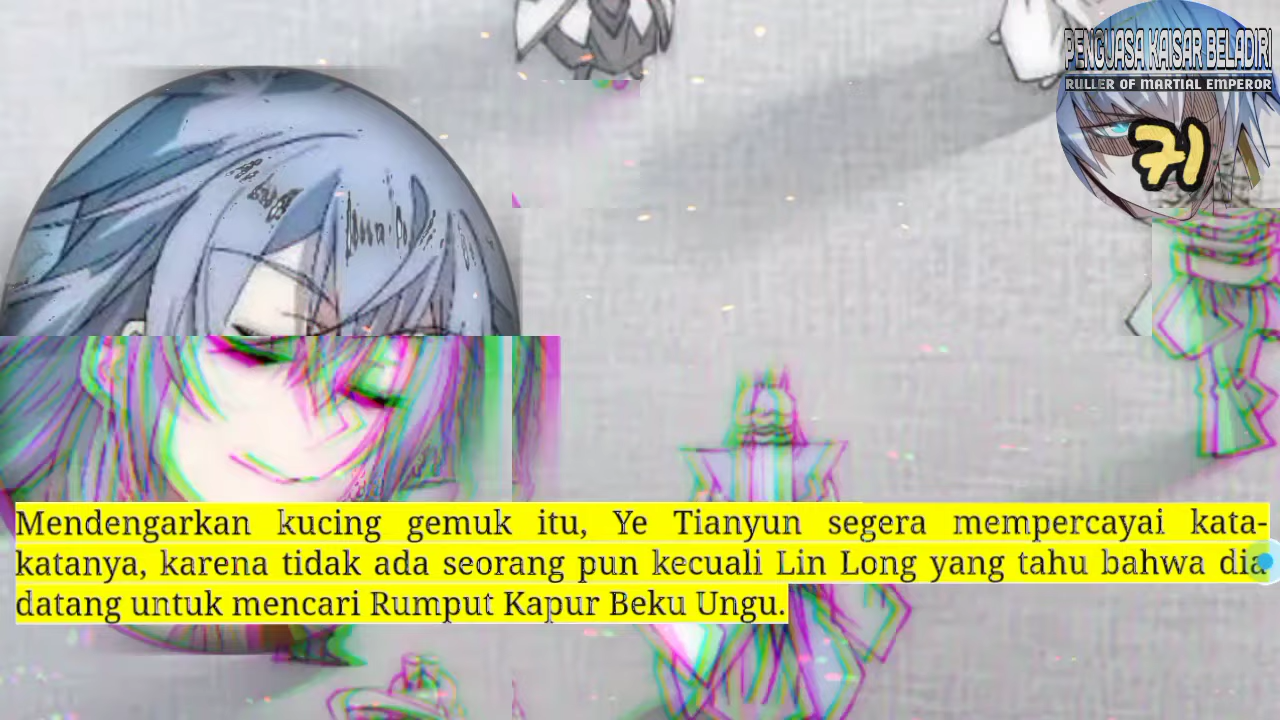 PENGUASA KAISAR BELADIRI
RULLER OF MARTIAL EMPEROR
71
Mendengarkan kucing gemuk itu, Ye Tianyun segera mempercayai kata-
katanya, karena tidak ada seorang pun kecuali Lin Long yang tahu bahwa dia
datang untuk mencari Rumput Kapur Beku Ungu.